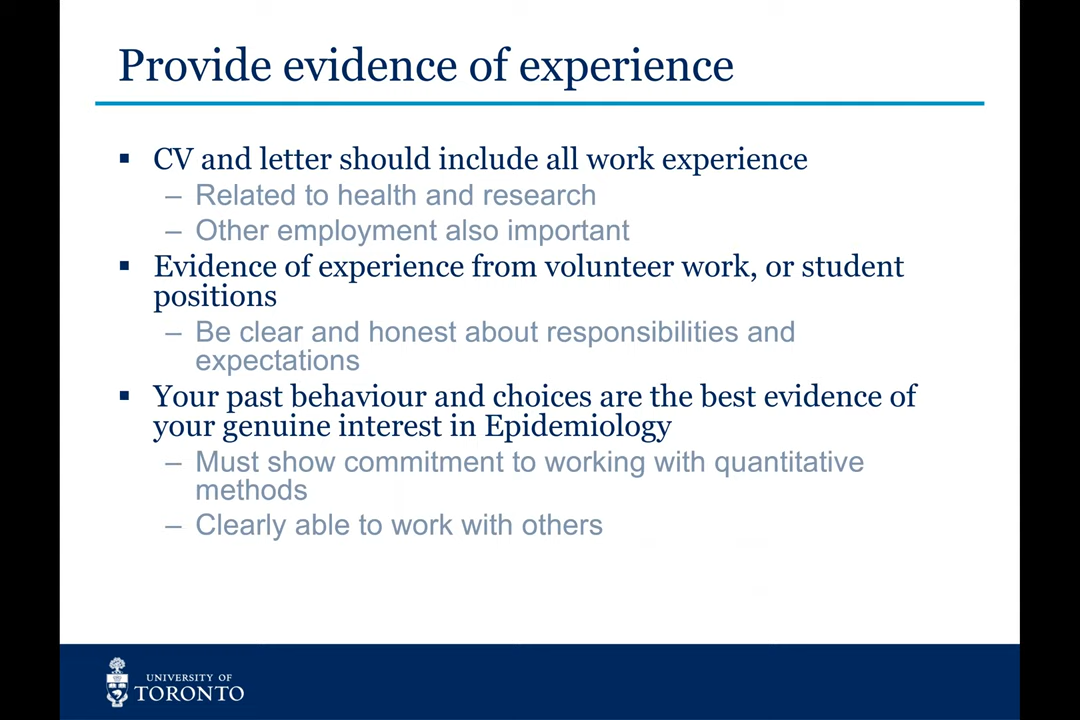 Provide evidence of experience
▪ CV and letter should include all work experience
– Related to health and research
– Other employment also important
▪ Evidence of experience from volunteer work, or student
positions
– Be clear and honest about responsibilities and
expectations
▪ Your past behaviour and choices are the best evidence of
your genuine interest in Epidemiology
– Must show commitment to working with quantitative
methods
– Clearly able to work with others
UNIVERSITY OF
TORONTO